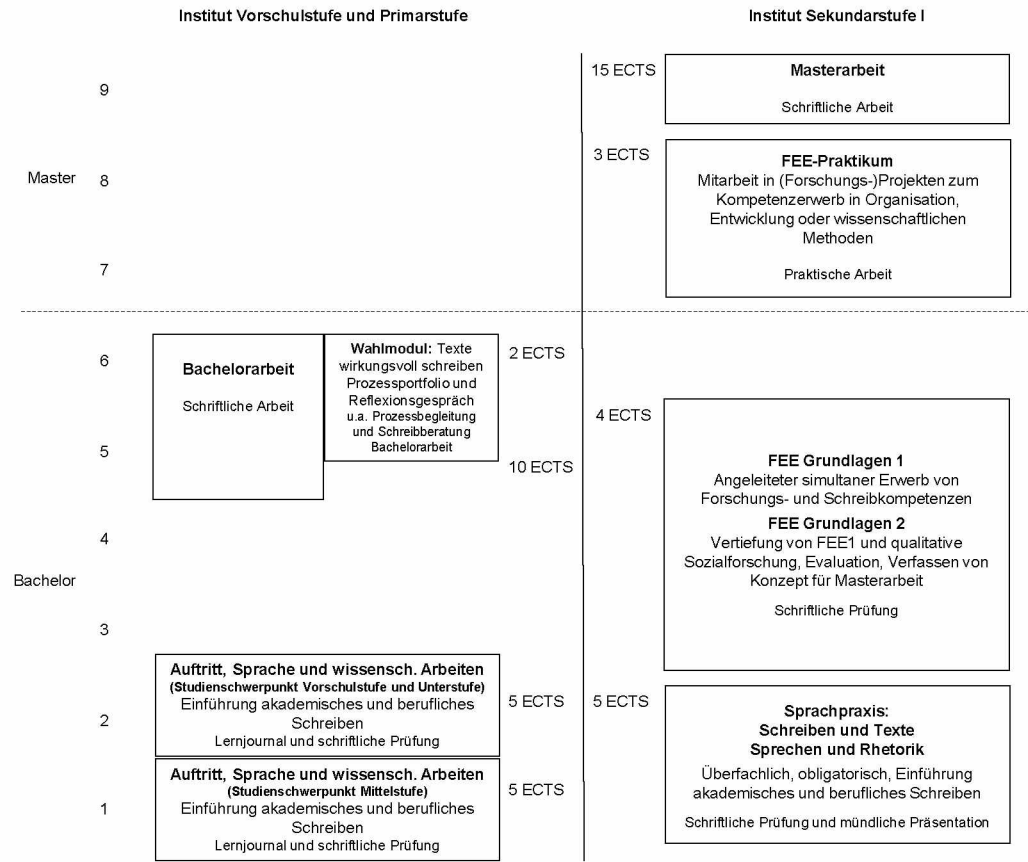 Institut Vorschulstufe und Primarstufe
Institut Sekundarstufe I
9
15 ECTS
Masterarbeit
Schriftliche Arbeit
Master
8
7
3 ECTS
FEE-Praktikum
Mitarbeit in (Forschungs-)Projekten zum
Kompetenzerwerb in Organisation,
Entwicklung oder wissenschaftlichen
Methoden
Praktische Arbeit
6
Bachelorarbeit
Schriftliche Arbeit
Wahlmodul: Texte
wirkungsvoll schreiben
Prozessportfolio und
Reflexionsgespräch
u.a. Prozessbegleitung
und Schreibberatung
Bachelorarbeit
2 ECTS
5
10 ECTS
4 ECTS
FEE Grundlagen 1
Angeleiteter simultaner Erwerb von
Forschungs- und Schreibkompetenzen
FEE Grundlagen 2
Vertiefung von FEE1 und qualitative
Sozialforschung, Evaluation, Verfassen von
Konzept für Masterarbeit
Schriftliche Prüfung
4
Bachelor
3
2
Auftritt, Sprache und wissensch. Arbeiten
(Studienschwerpunkt Vorschulstufe und Unterstufe)
Einführung akademisches und berufliches
Schreiben
Lernjournal und schriftliche Prüfung
5 ECTS
5 ECTS
Sprachpraxis:
Schreiben und Texte
Sprechen und Rhetorik
Überfachlich, obligatorisch, Einführung
akademisches und berufliches Schreiben
Schriftliche Prüfung und mündliche Präsentation
1
Auftritt, Sprache und wissensch. Arbeiten
(Studienschwerpunkt Mittelstufe)
Einführung akademisches und berufliches
Schreiben
Lernjournal und schriftliche Prüfung
5 ECTS